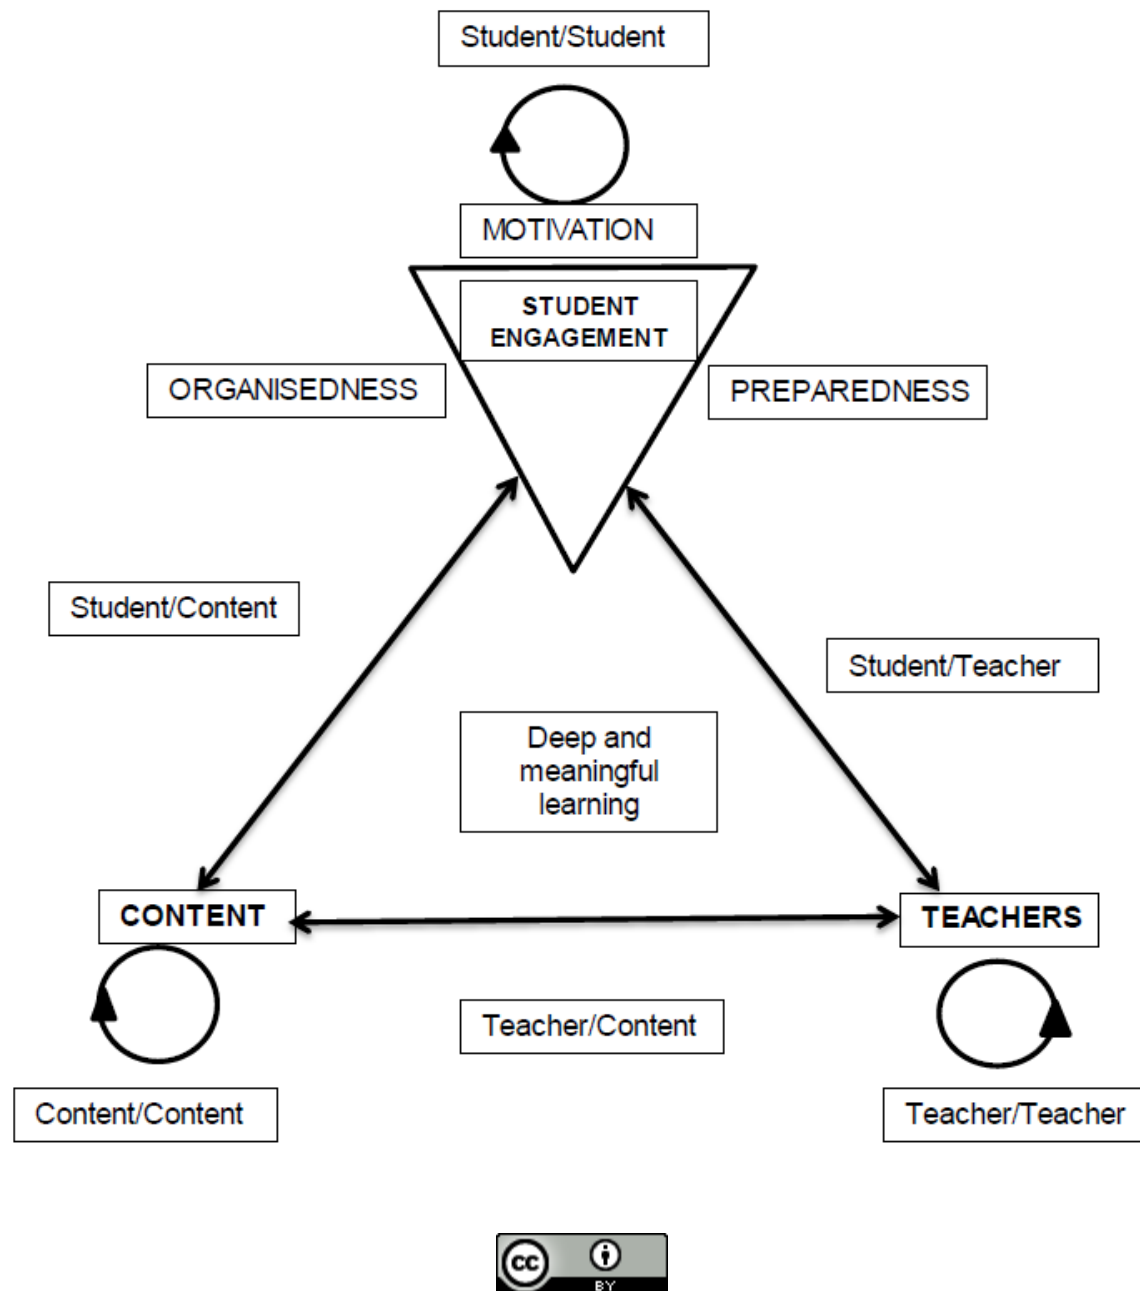 Student/Student
MOTIVATION
STUDENT
ENGAGEMENT
ORGANISEDNESS
PREPAREDNESS
Student/Content
Student/Teacher
Deep and
meaningful
learning
CONTENT
TEACHERS
Teacher/Content
Content/Content
Teacher/Teacher
cc
BY